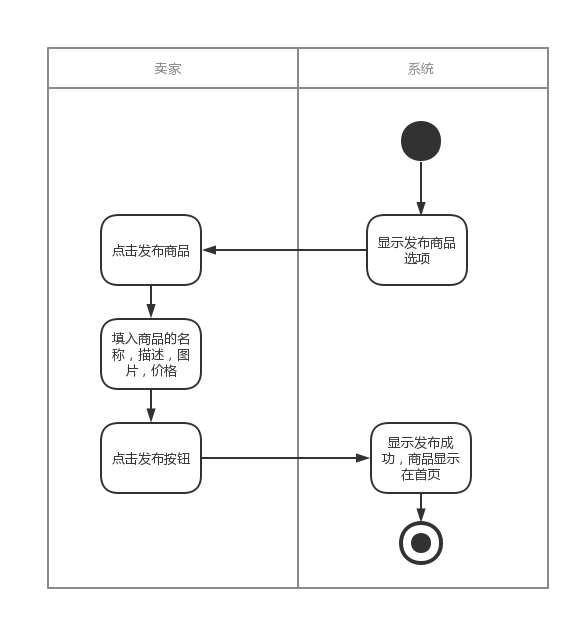 卖家
系统
显示发布商品
选项
点击发布商品
填入商品的名
称，描述，图
片，价格
点击发布按钮
显示发布成
功，商品显示
在首页